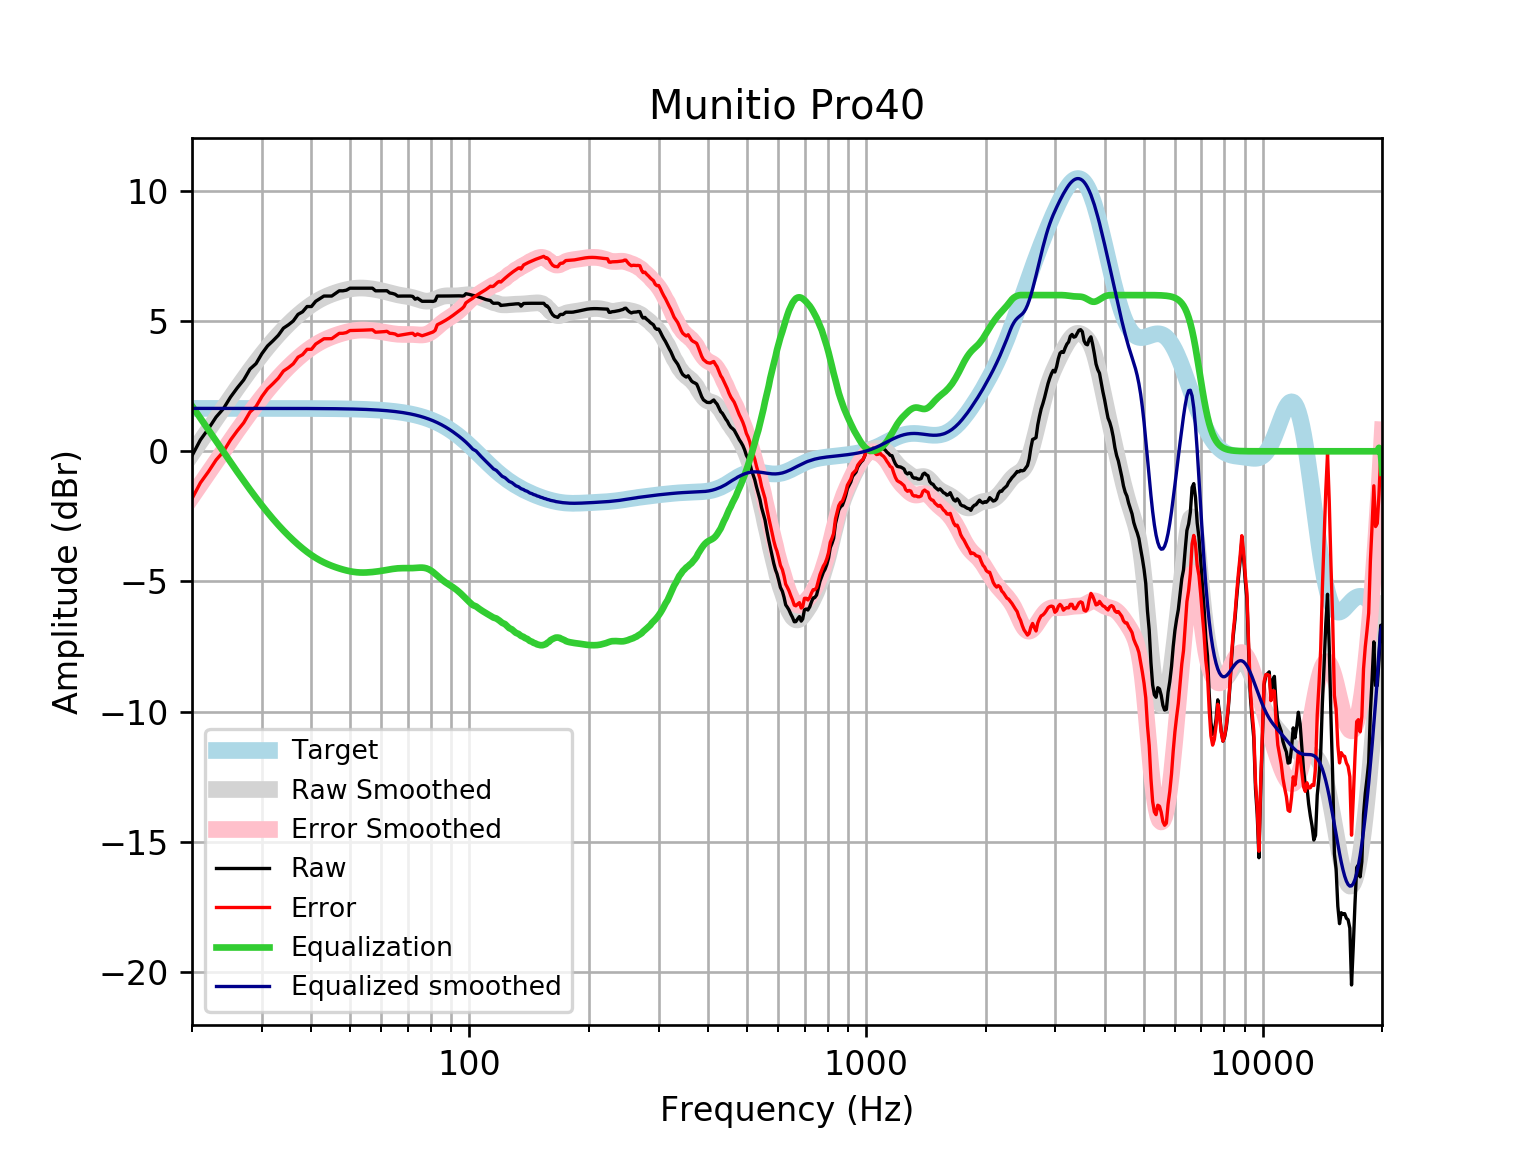 Munitio Pro40
10
5
0
−5
−10
−15
−20
Amplitude (dBr)
Target
Raw Smoothed
Error Smoothed
Raw
Error
Equalization
Equalized smoothed
100
1000
10000
Frequency (Hz)